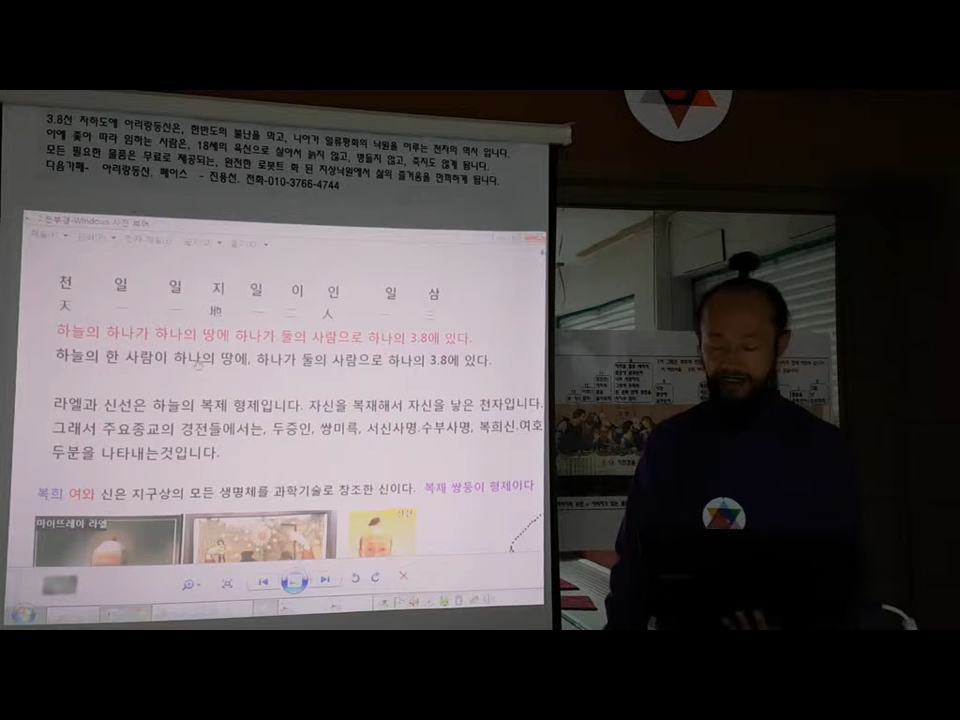 3.8선 자하도에 아리랑동산은, 한반도의 불난을 막고, 나아가 일류평화의 낙원을 이루는 천자의 역사 입니다.
이에 좇아 따라 임하는 사람은, 18세의 육신으로 살아서 늙지 않고, 병들지 않고, 죽지도 않게 됩니다.
모든 필요한 물품은 무료로 제공되는, 완전한 로봇트 화 된 지상낙원에서 삶의 즐거움을 만끽하게 됩니다.
다음카페- 아리랑동산, 페이스 - 진용선, 전화-010-3766-4744
천 일 일 지 일 이 인 일 삼
天 一 一 地 一 二 人 一 三
하늘의 하나가 하나의 땅에 하나가 둘의 사람으로 하나의 3.8에 있다.
하늘의 한 사람이 하나의 땅에, 하나가 둘의 사람으로 하나의 3.8에 있다.
라엘과 신선은 하늘의 복제 형제입니다. 자신을 복재해서 자신을 낳은 천자입니다.
그래서 주요종교의 경전들에서는, 두증인, 쌍미륵, 서신사명.수부사명, 복희신.여호
두분을 나타내는것입니다.
복희 여와 신은 지구상의 모든 생명체를 과학기술로 창조한 신이다. 복제 쌍둥이 형제이다
마이뜨레야 라엘